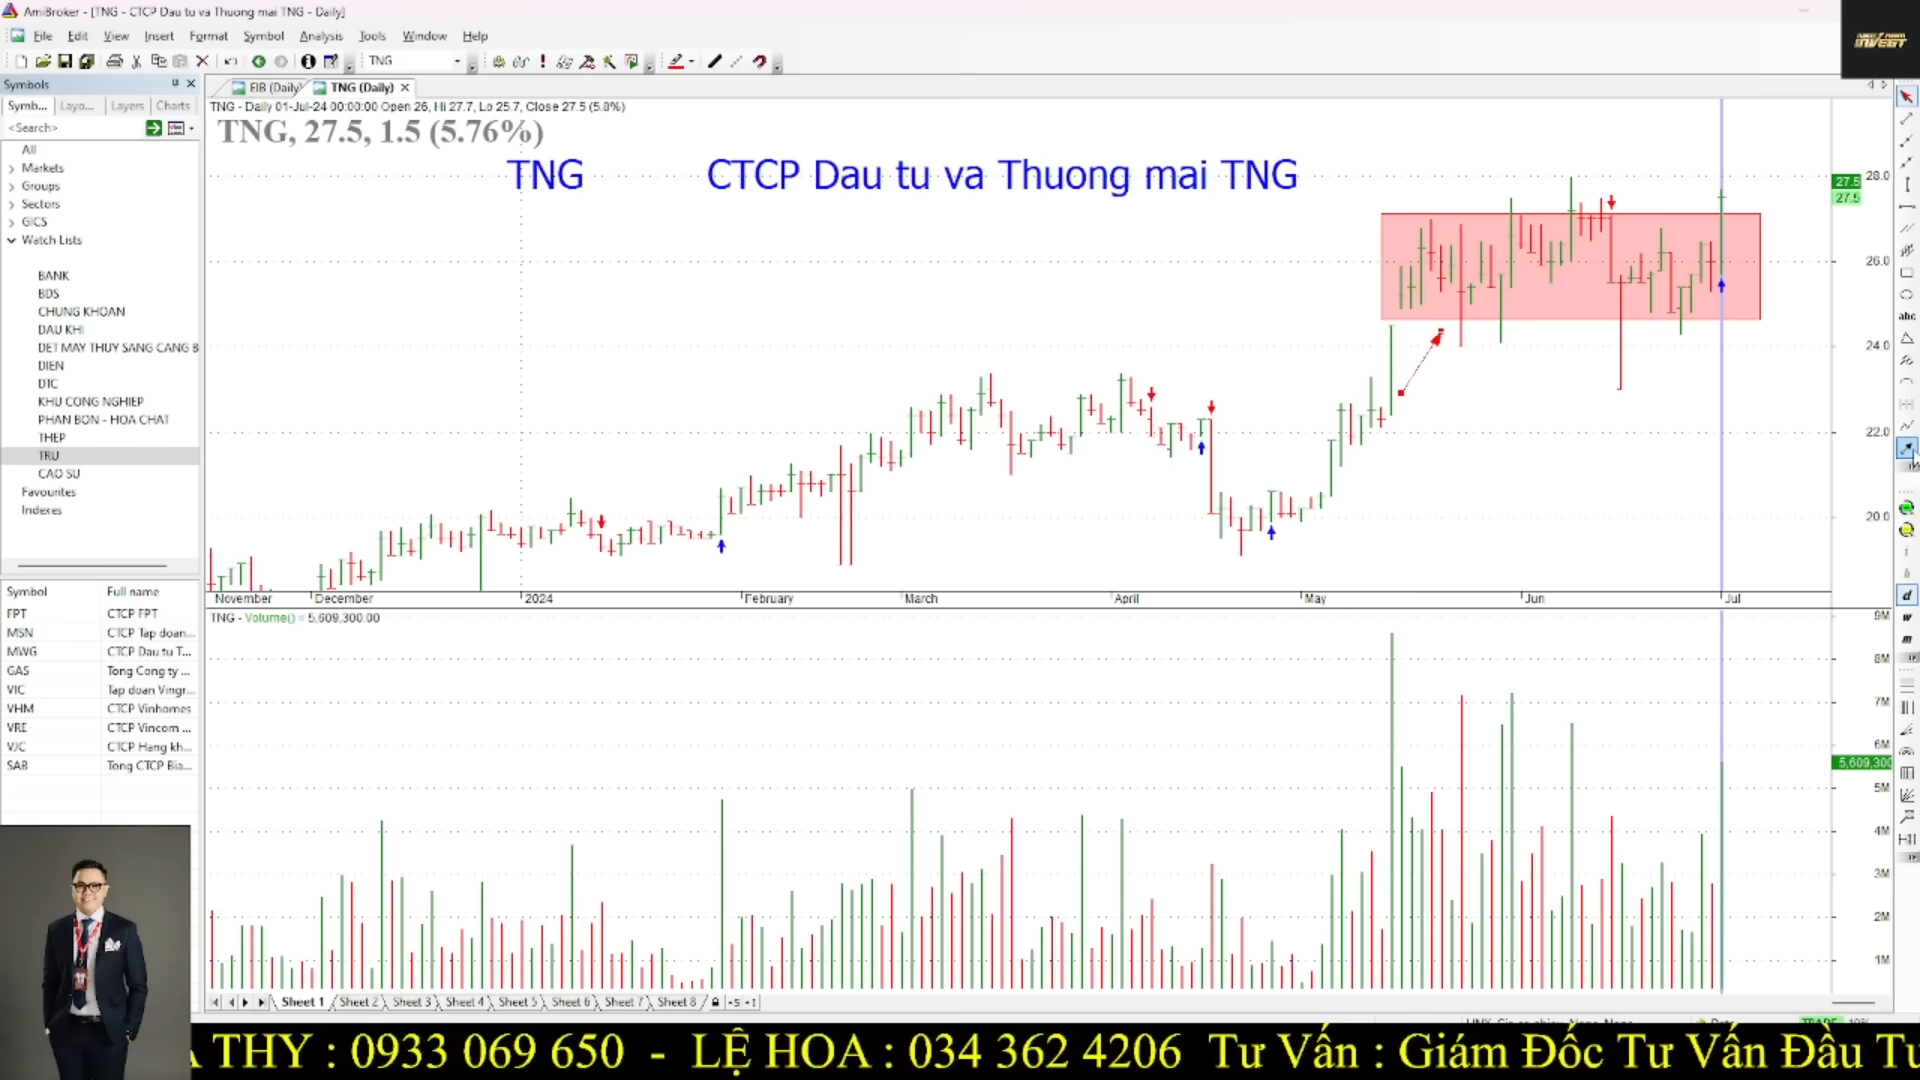 AmiBroker - [TNG - CTCP Dau tu va Thuong mai TNG - Daily]
File Edit View Insert Format Symbol Analysis Tools Window Help
TNG
Symbols
Symb... Layo... Layers Charts
EIB (Daily) TNG (Daily)
TNG - Daily 01-Jul-24 00:00:00 Open 26, Hi 27.7, Lo 25.7, Close 27.5 (5.8%)
<Search>
TNG, 27.5, 1.5 (5.76%)
TNG CTCP Dau tu va Thuong mai TNG
All
Markets
Groups
Sectors
GICS
Watch Lists
BANK
BDS
CHUNG KHOAN
DAU KHI
DET MAY THUY SANG CANG B
DIEN
DTC
KHU CONG NGHIEP
PHAN BON - HOA CHAT
THEP
TRU
CAO SU
Favourites
Indexes
28.0
27.5
27.5
26.0
24.0
22.0
20.0
abc
d
w
m
November December 2024 February March April May Jun Jul
TNG - Volume() = 5,609,300.00
9M
8M
7M
6M
5,609,300
5M
4M
3M
2M
1M
Symbol Full name
FPT CTCP FPT
MSN CTCP Tap doan...
MWG CTCP Dau tu T...
GAS Tong Cong ty ...
VIC Tap doan Vingr...
VHM CTCP Vinhomes
VRE CTCP Vincom ...
VJC CTCP Hang kh...
SAB Tong CTCP Bia...
Sheet 1 Sheet 2 Sheet 3 Sheet 4 Sheet 5 Sheet 6 Sheet 7 Sheet 8
THY : 0933 069 650 - LỆ HOA : 034 362 4206 Tư Vấn : Giám Đốc Tư Vấn Đầu Tư
INVEST